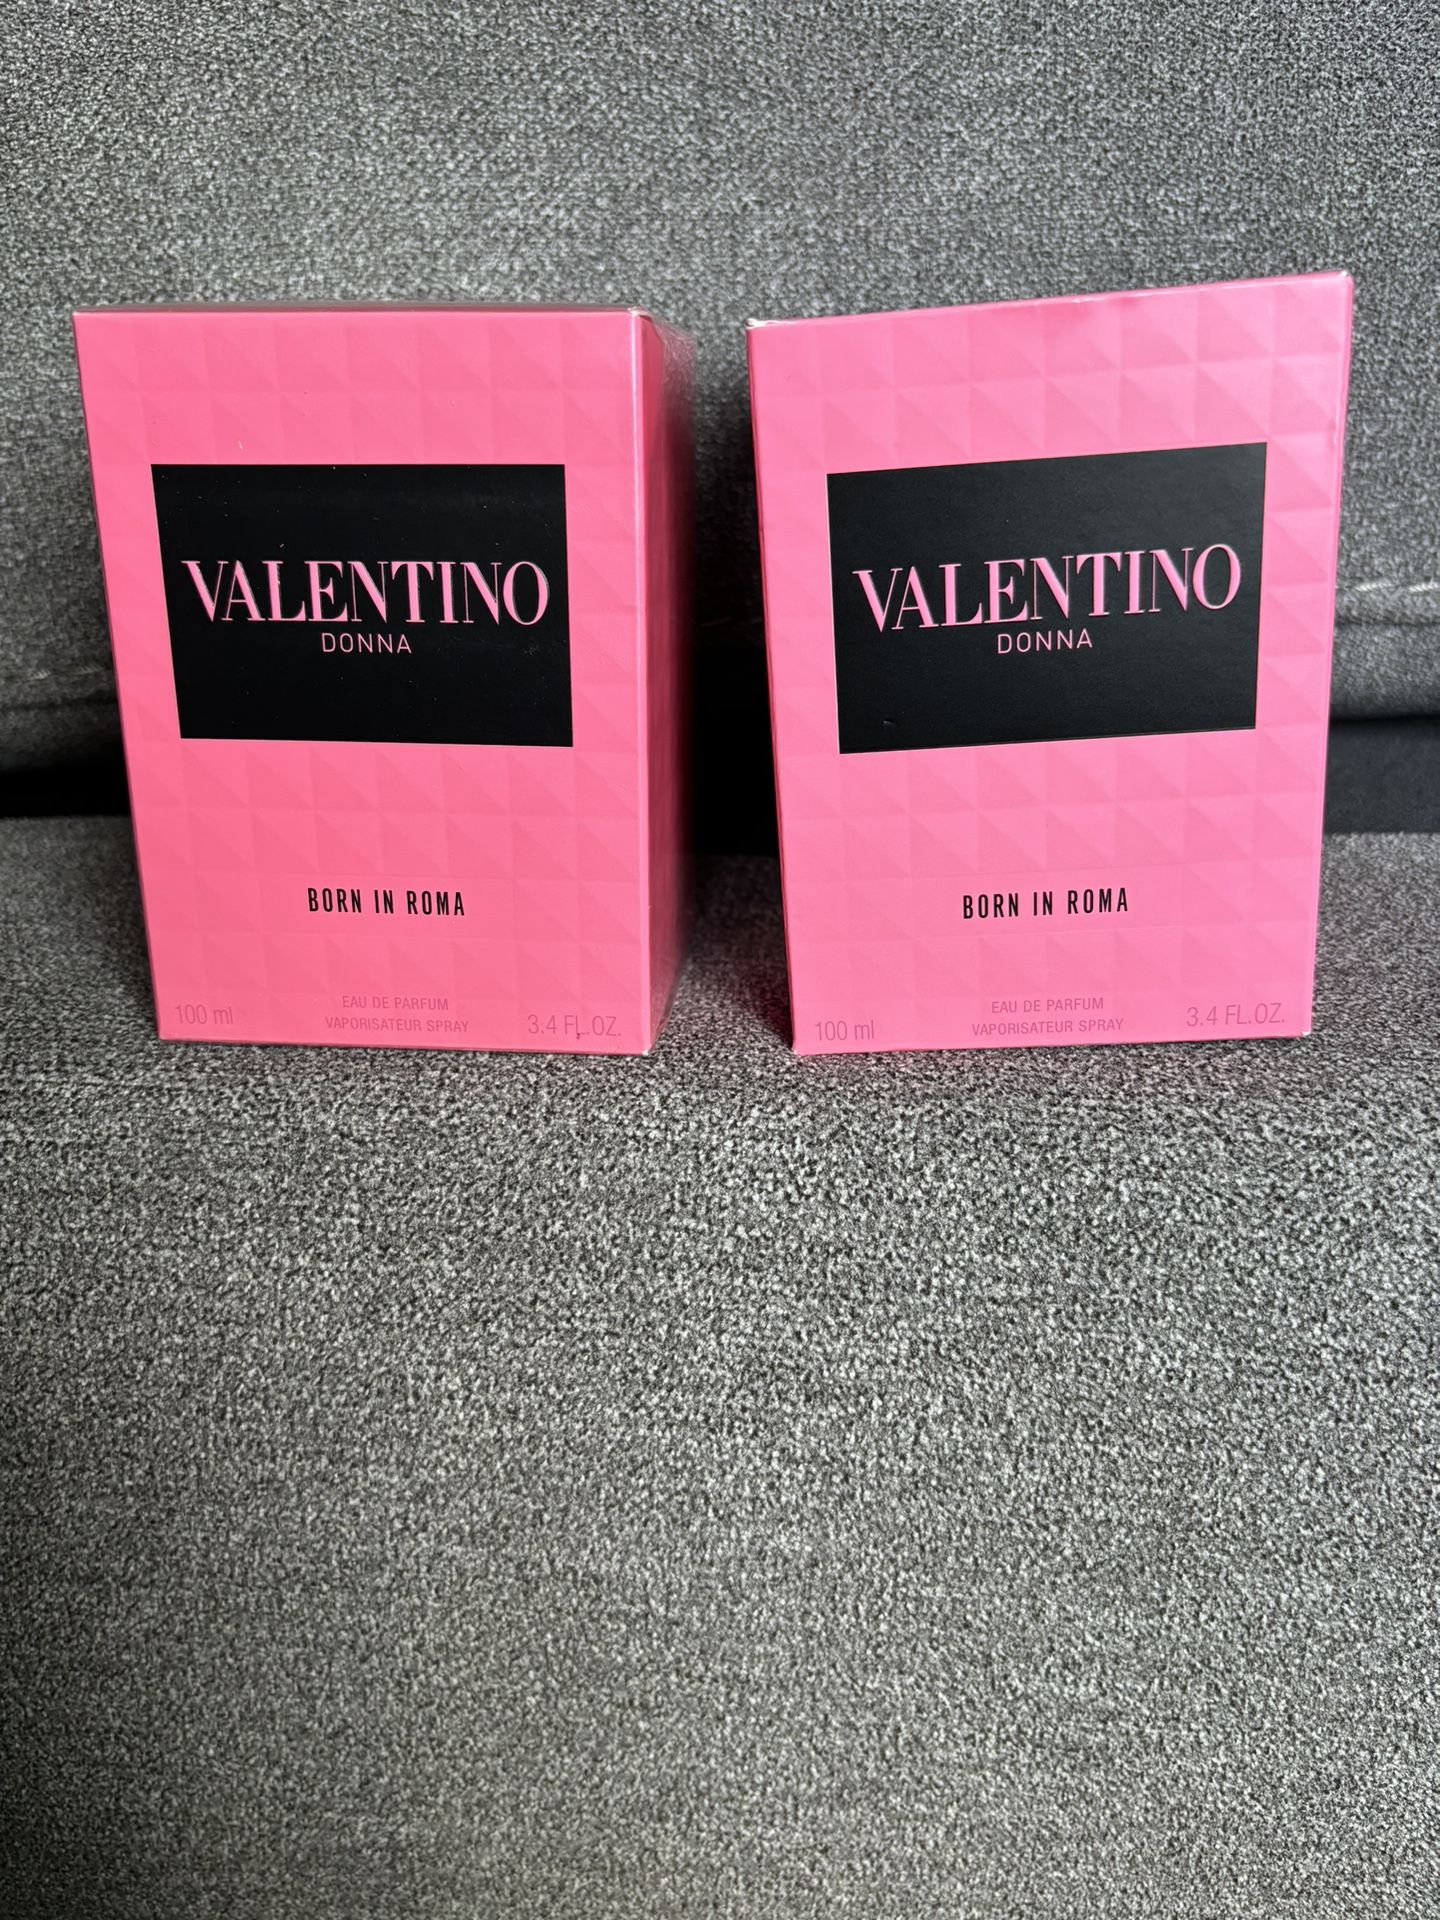 VALENTINO
DONNA
BORN IN ROMA
EAU DE PARFUM
VAPORISATEUR SPRAY
100 ml
3.4 FL.OZ.
VALENTINO
DONNA
BORN IN ROMA
EAU DE PARFUM
VAPORISATEUR SPRAY
100 ml
3.4 FL.OZ.